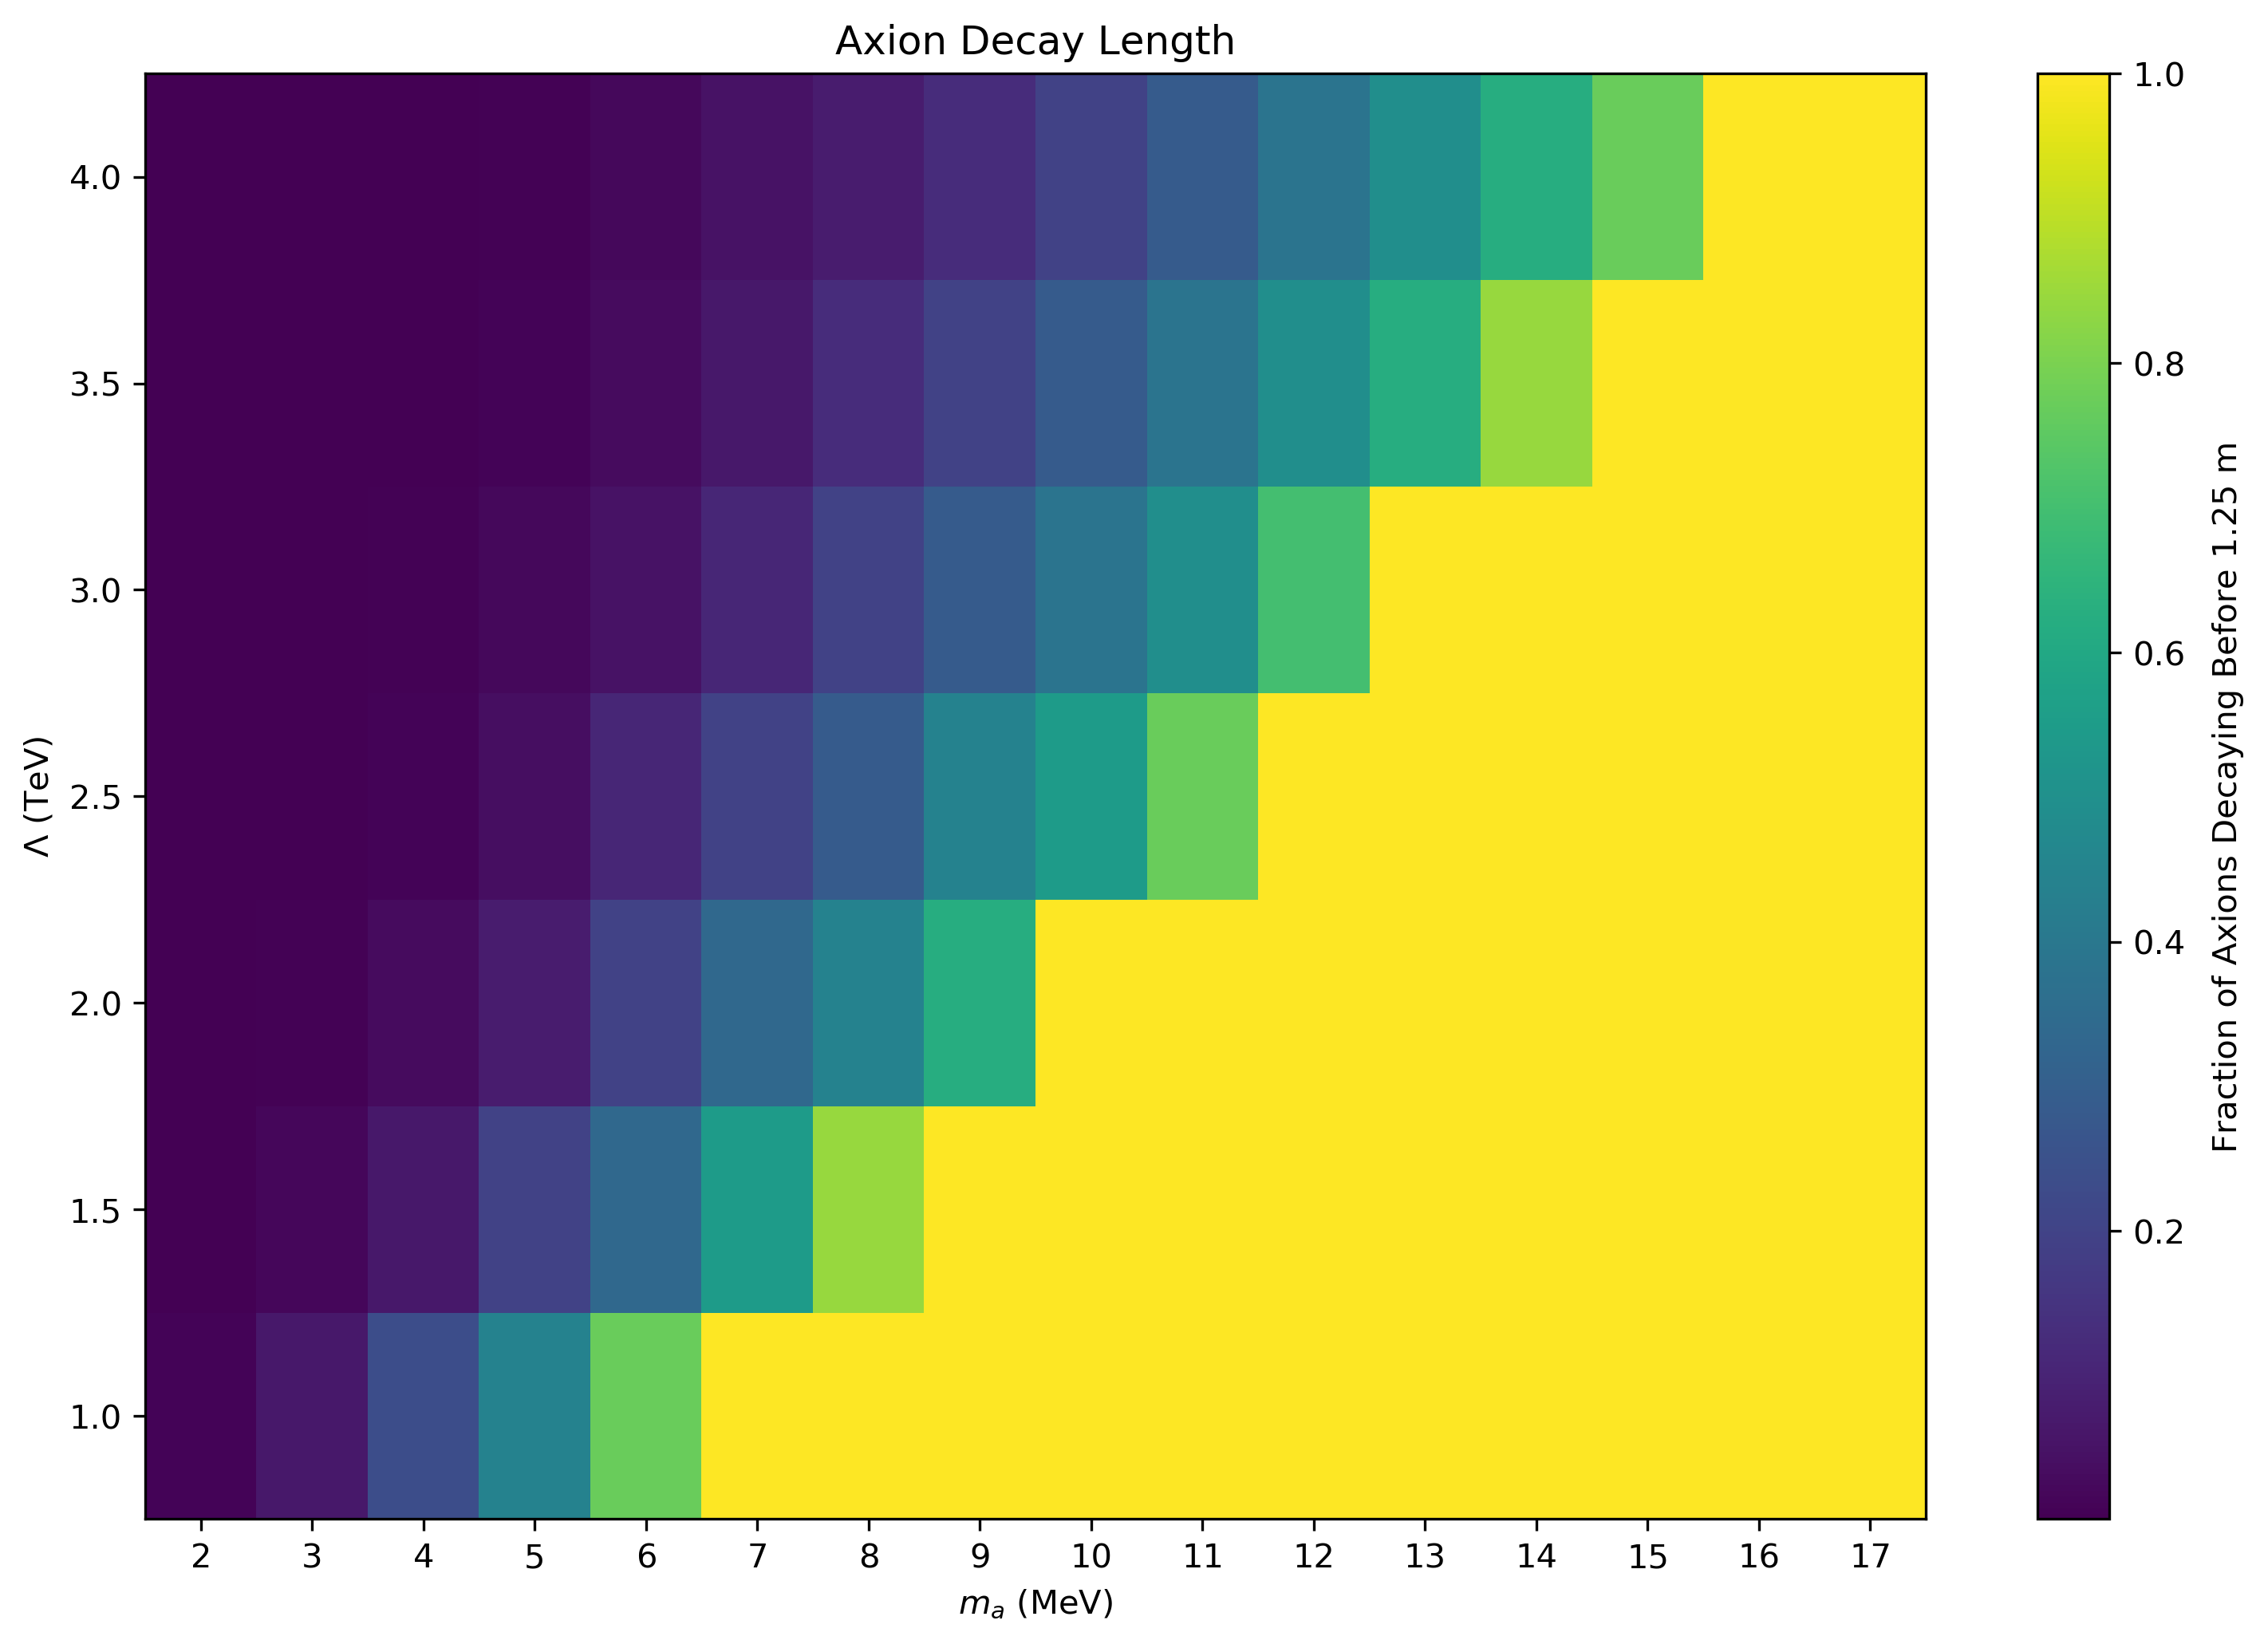 Axion Decay Length
Λ (TeV)
4.0
3.5
3.0
2.5
2.0
1.5
1.0
2 3 4 5 6 7 8 9 10 11 12 13 14 15 16 17
mₐ (MeV)
1.0
0.8
0.6
0.4
0.2
Fraction of Axions Decaying Before 1.25 m